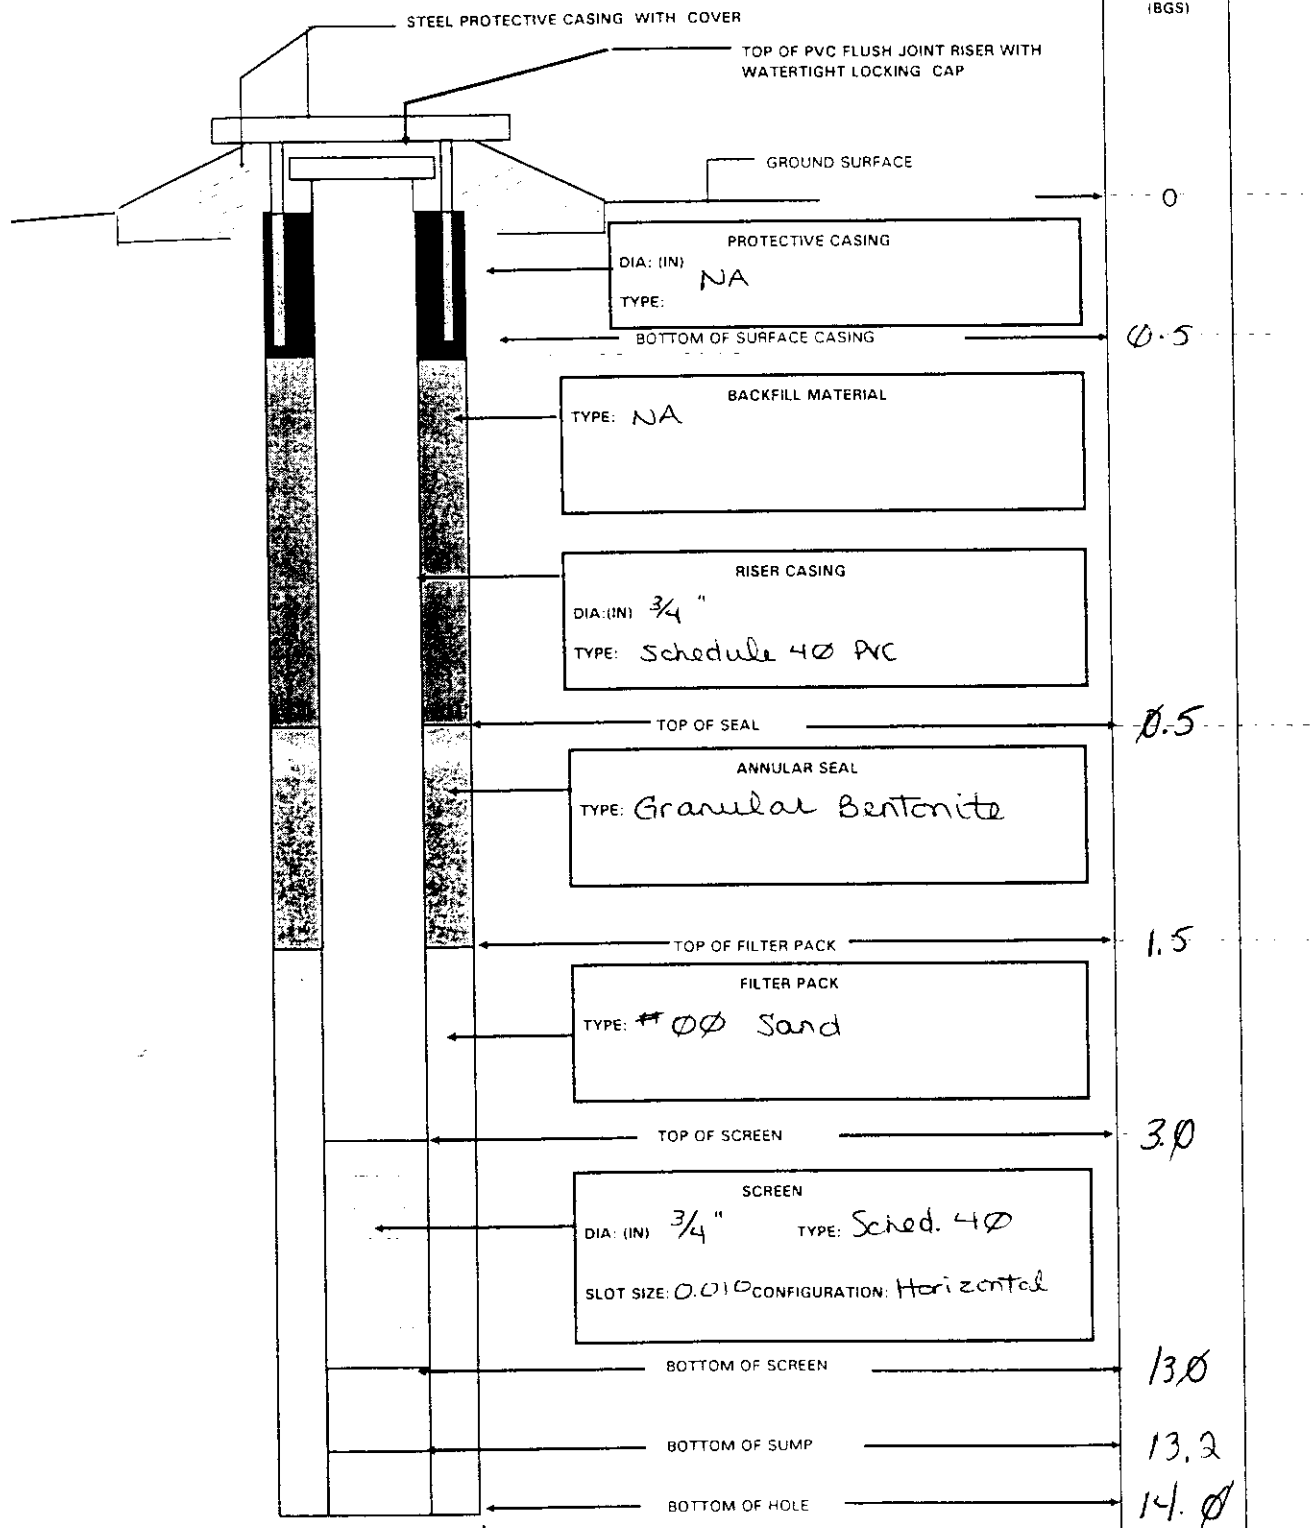 (BGS)
STEEL PROTECTIVE CASING WITH COVER
TOP OF PVC FLUSH JOINT RISER WITH
WATERTIGHT LOCKING CAP
GROUND SURFACE
0
PROTECTIVE CASING
DIA: (IN) NA
TYPE:
BOTTOM OF SURFACE CASING 0.5
BACKFILL MATERIAL
TYPE: NA
RISER CASING
DIA:(IN) 3/4"
TYPE: Schedule 40 PVC
TOP OF SEAL 0.5
ANNULAR SEAL
TYPE: Granular Bentonite
TOP OF FILTER PACK 1.5
FILTER PACK
TYPE: #00 Sand
TOP OF SCREEN 3.0
SCREEN
DIA: (IN) 3/4" TYPE: Sched. 40
SLOT SIZE: 0.010 CONFIGURATION: Horizontal
BOTTOM OF SCREEN 13.0
BOTTOM OF SUMP 13.2
BOTTOM OF HOLE 14.0